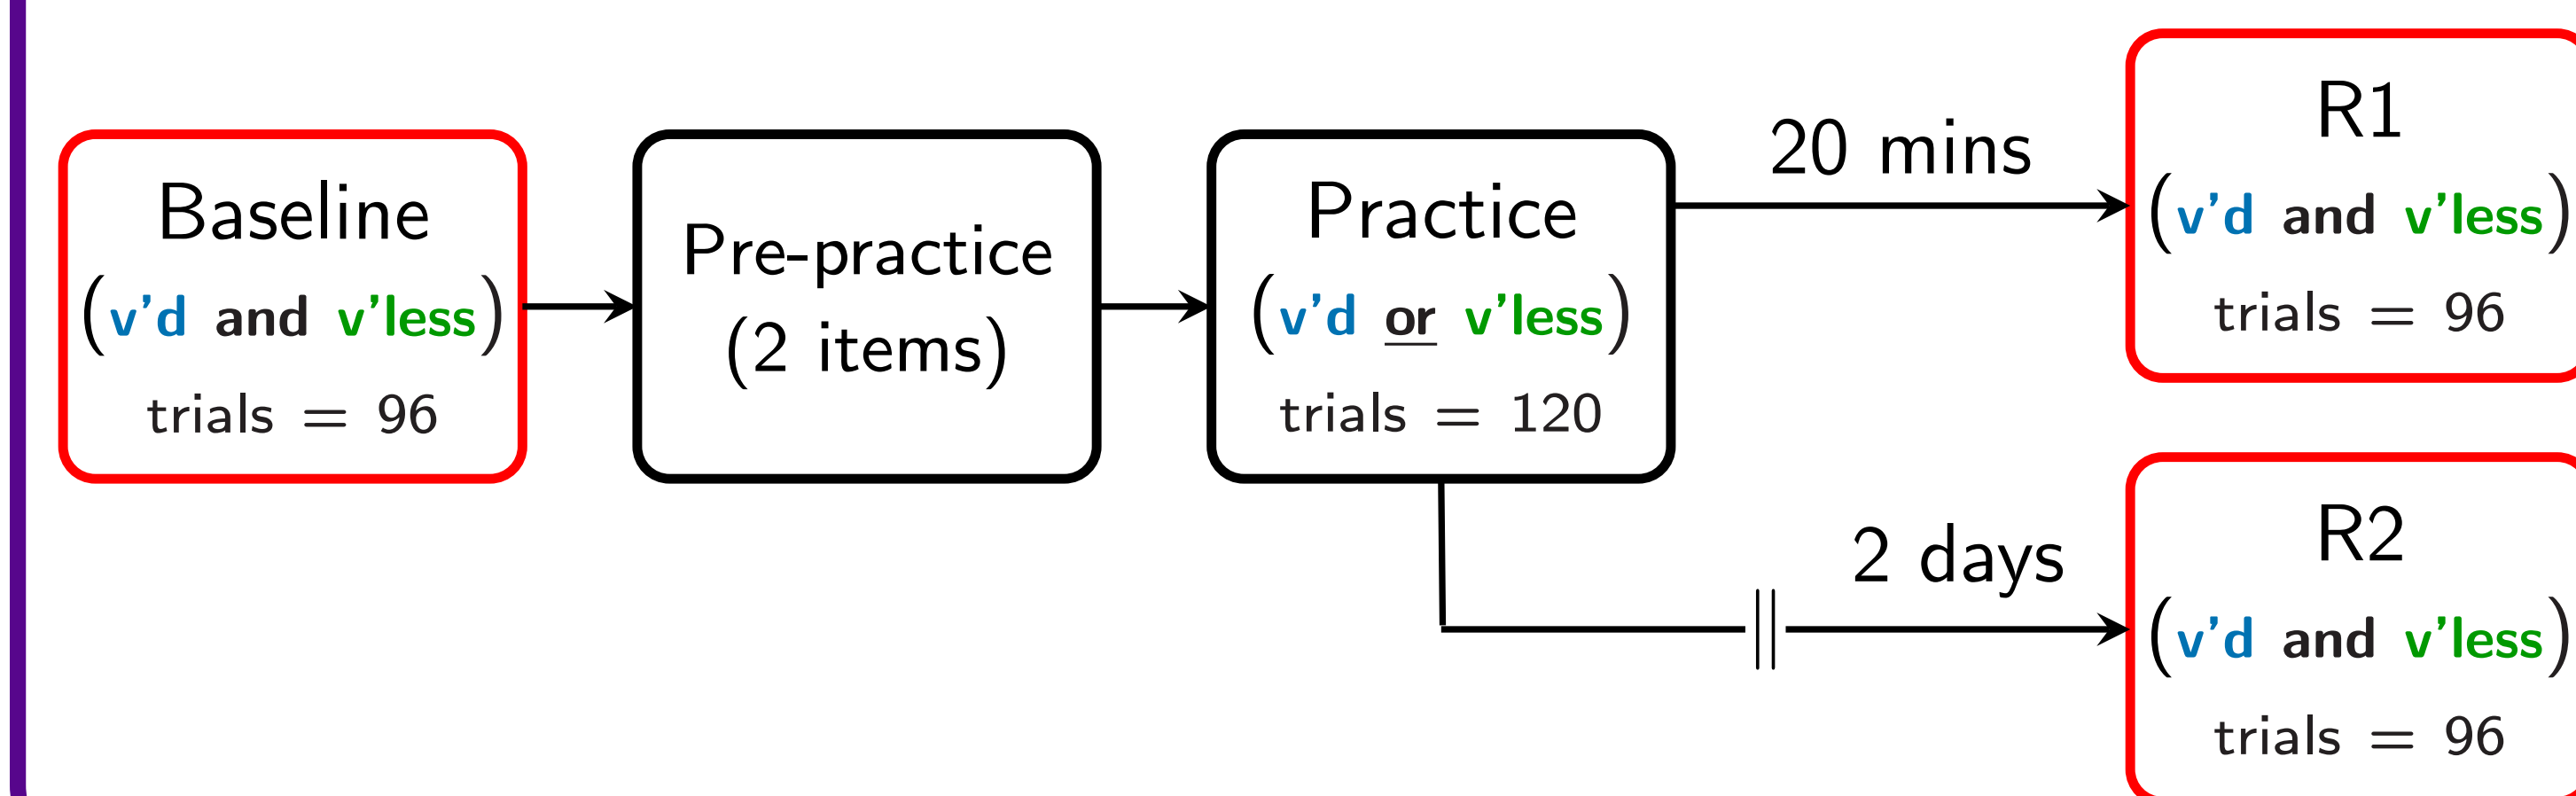 Baseline
(v'd and v'less)
trials = 96
Pre-practice
(2 items)
Practice
(v'd or v'less)
trials = 120
20 mins
R1
(v'd and v'less)
trials = 96
2 days
R2
(v'd and v'less)
trials = 96